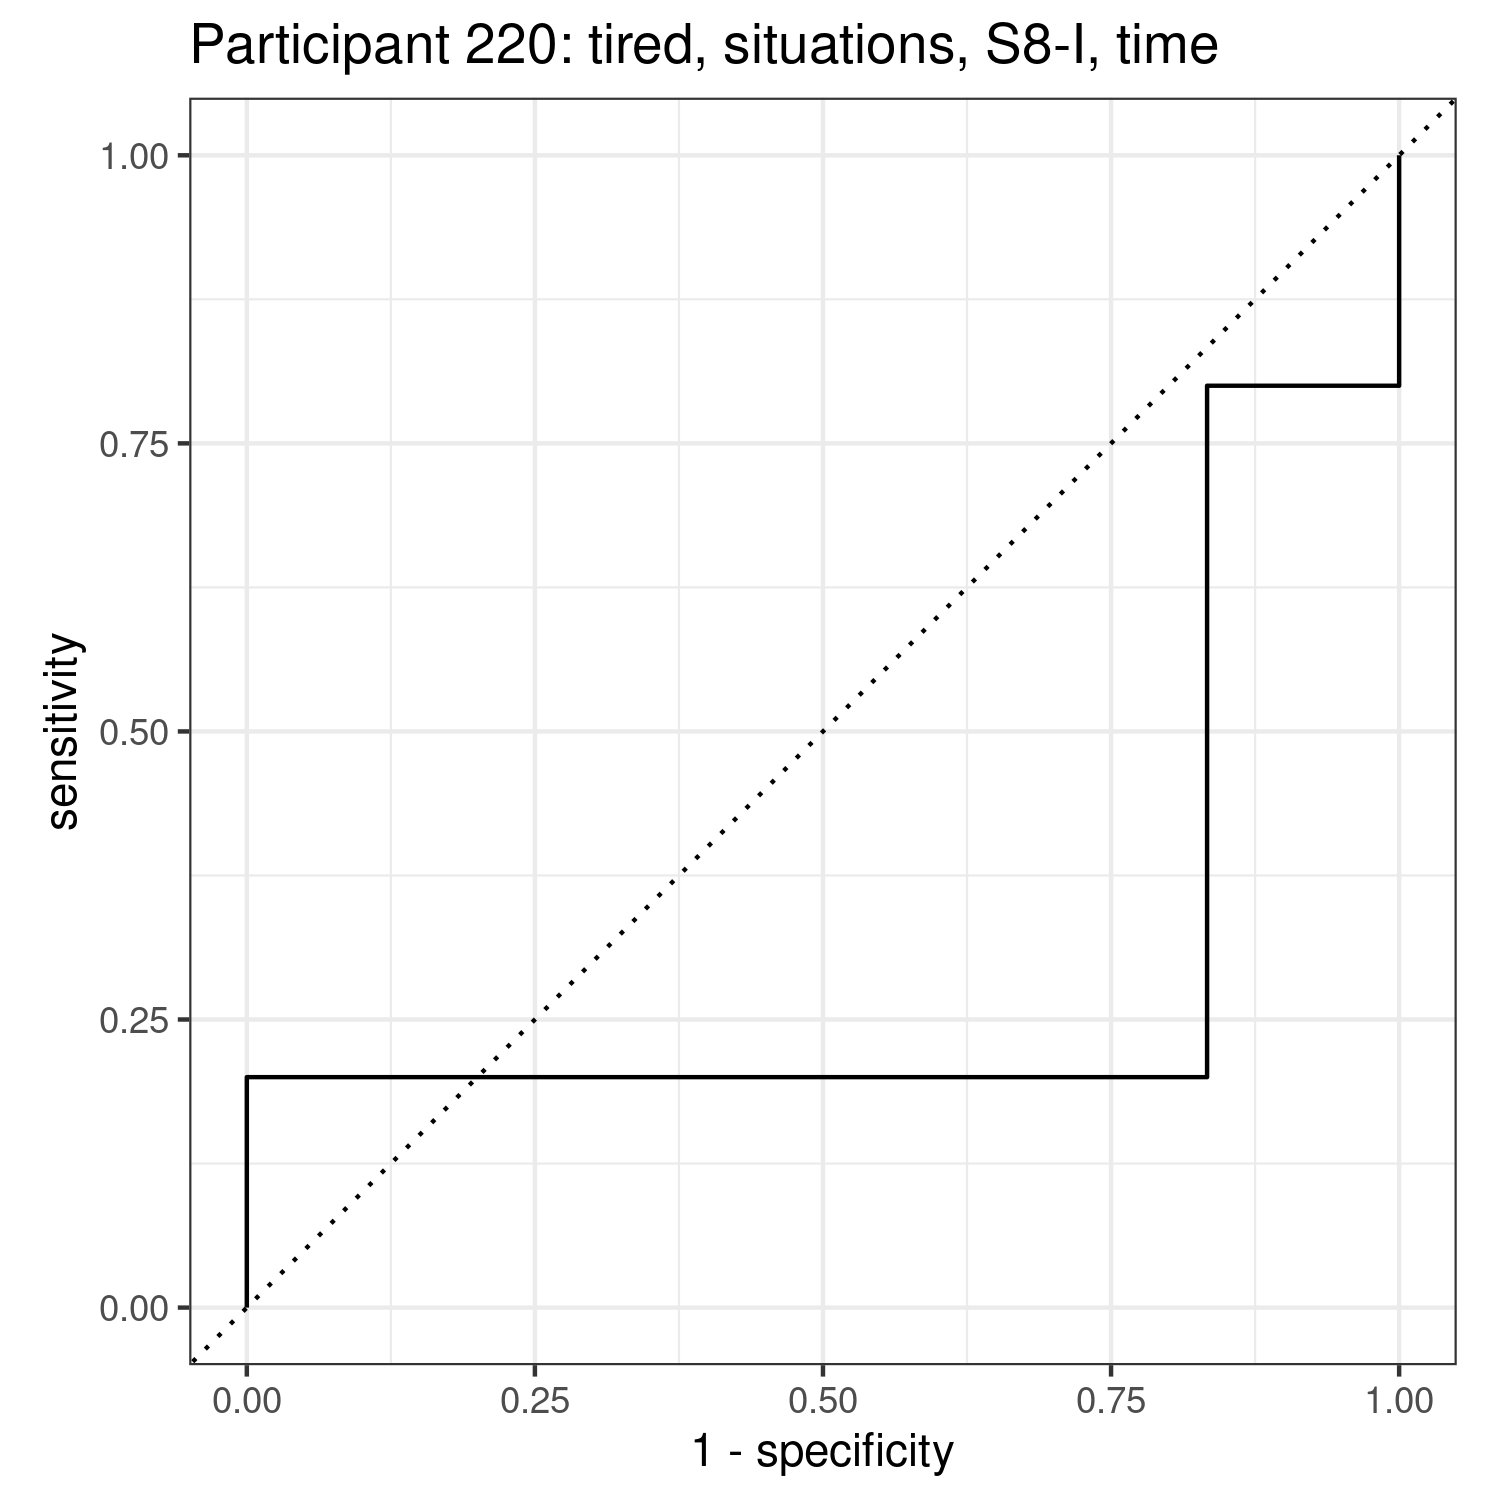 Participant 220: tired, situations, S8-I, time
1.00
0.75
0.50
0.25
0.00
sensitivity
0.00 0.25 0.50 0.75 1.00
1 - specificity